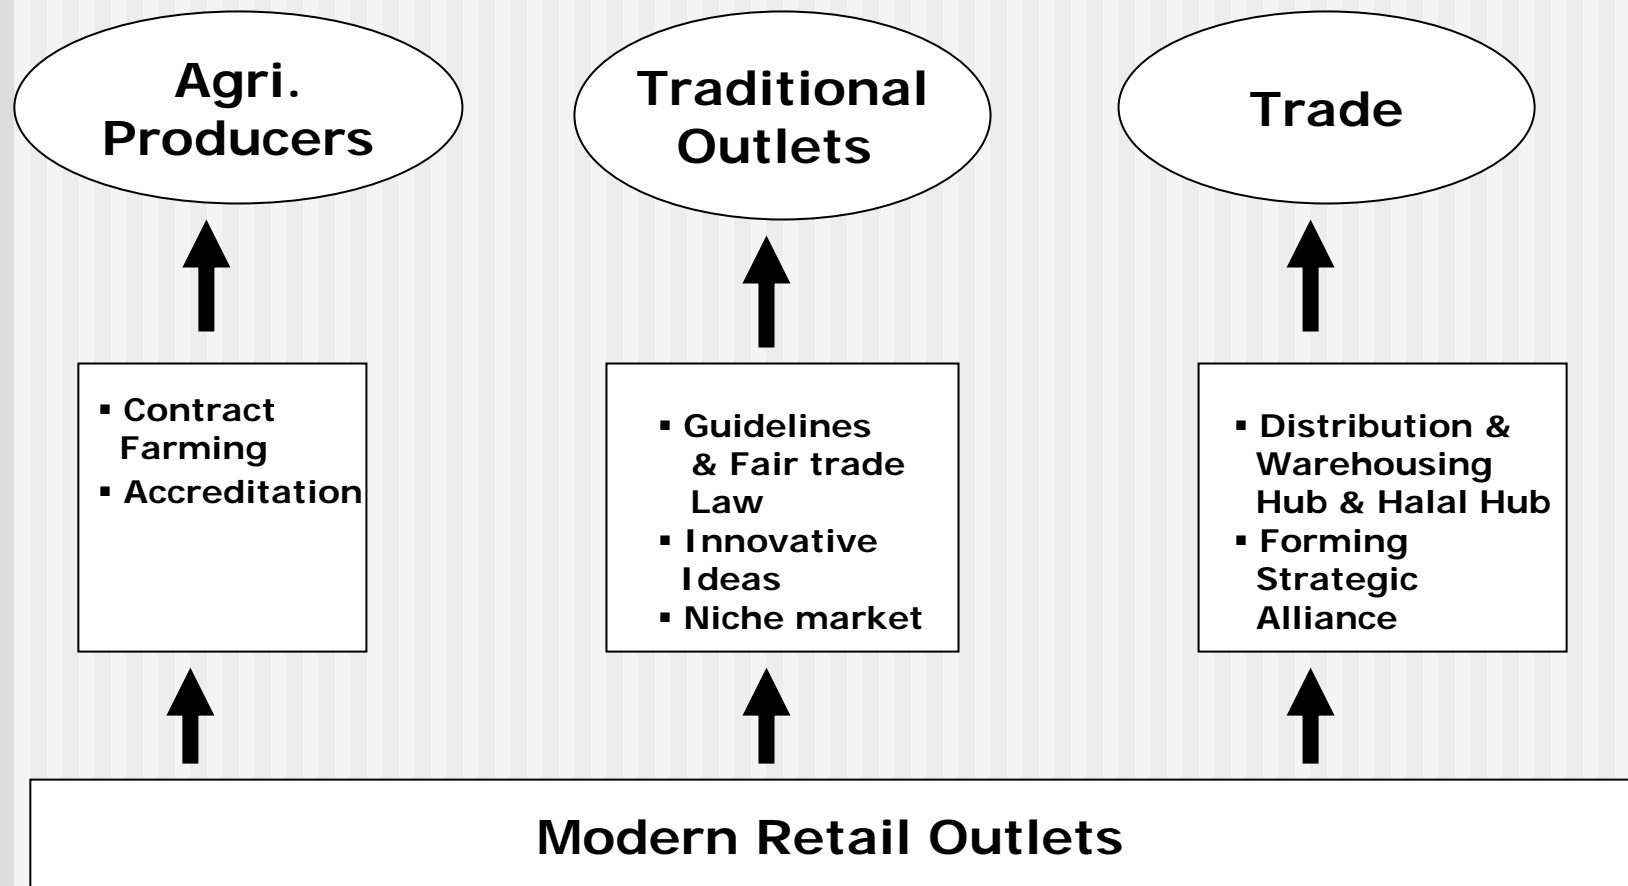 Agri.
Producers
Traditional
Outlets
Trade
▪ Contract
Farming
▪ Accreditation
▪ Guidelines
& Fair trade
Law
▪ Innovative
Ideas
▪ Niche market
▪ Distribution &
Warehousing
Hub & Halal Hub
▪ Forming
Strategic
Alliance
Modern Retail Outlets